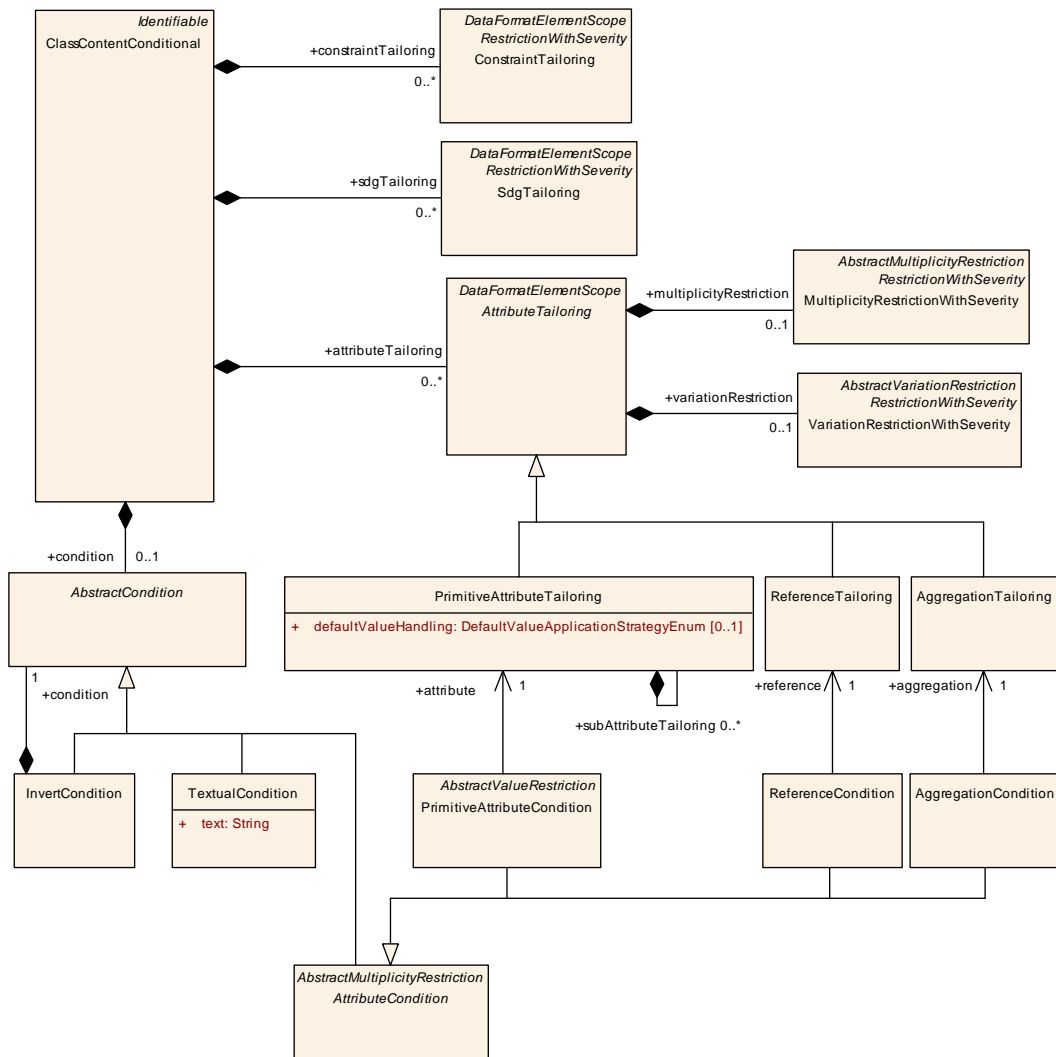 Identifiable
ClassContentConditional
+constraintTailoring
0..*
DataFormatElementScope
RestrictionWithSeverity
ConstraintTailoring
+sdgTailoring
0..*
DataFormatElementScope
RestrictionWithSeverity
SdgTailoring
+attributeTailoring
0..*
DataFormatElementScope
AttributeTailoring
+multiplicityRestriction
0..1
AbstractMultiplicityRestriction
RestrictionWithSeverity
MultiplicityRestrictionWithSeverity
+variationRestriction
0..1
AbstractVariationRestriction
RestrictionWithSeverity
VariationRestrictionWithSeverity
+condition 0..1
AbstractCondition
PrimitiveAttributeTailoring
+ defaultValueHandling: DefaultValueApplicationStrategyEnum [0..1]
ReferenceTailoring
AggregationTailoring
1
+condition
+attribute
1
+subAttributeTailoring 0..*
+reference
1
+aggregation
1
InvertCondition
TextualCondition
+ text: String
AbstractValueRestriction
PrimitiveAttributeCondition
ReferenceCondition
AggregationCondition
AbstractMultiplicityRestriction
AttributeCondition